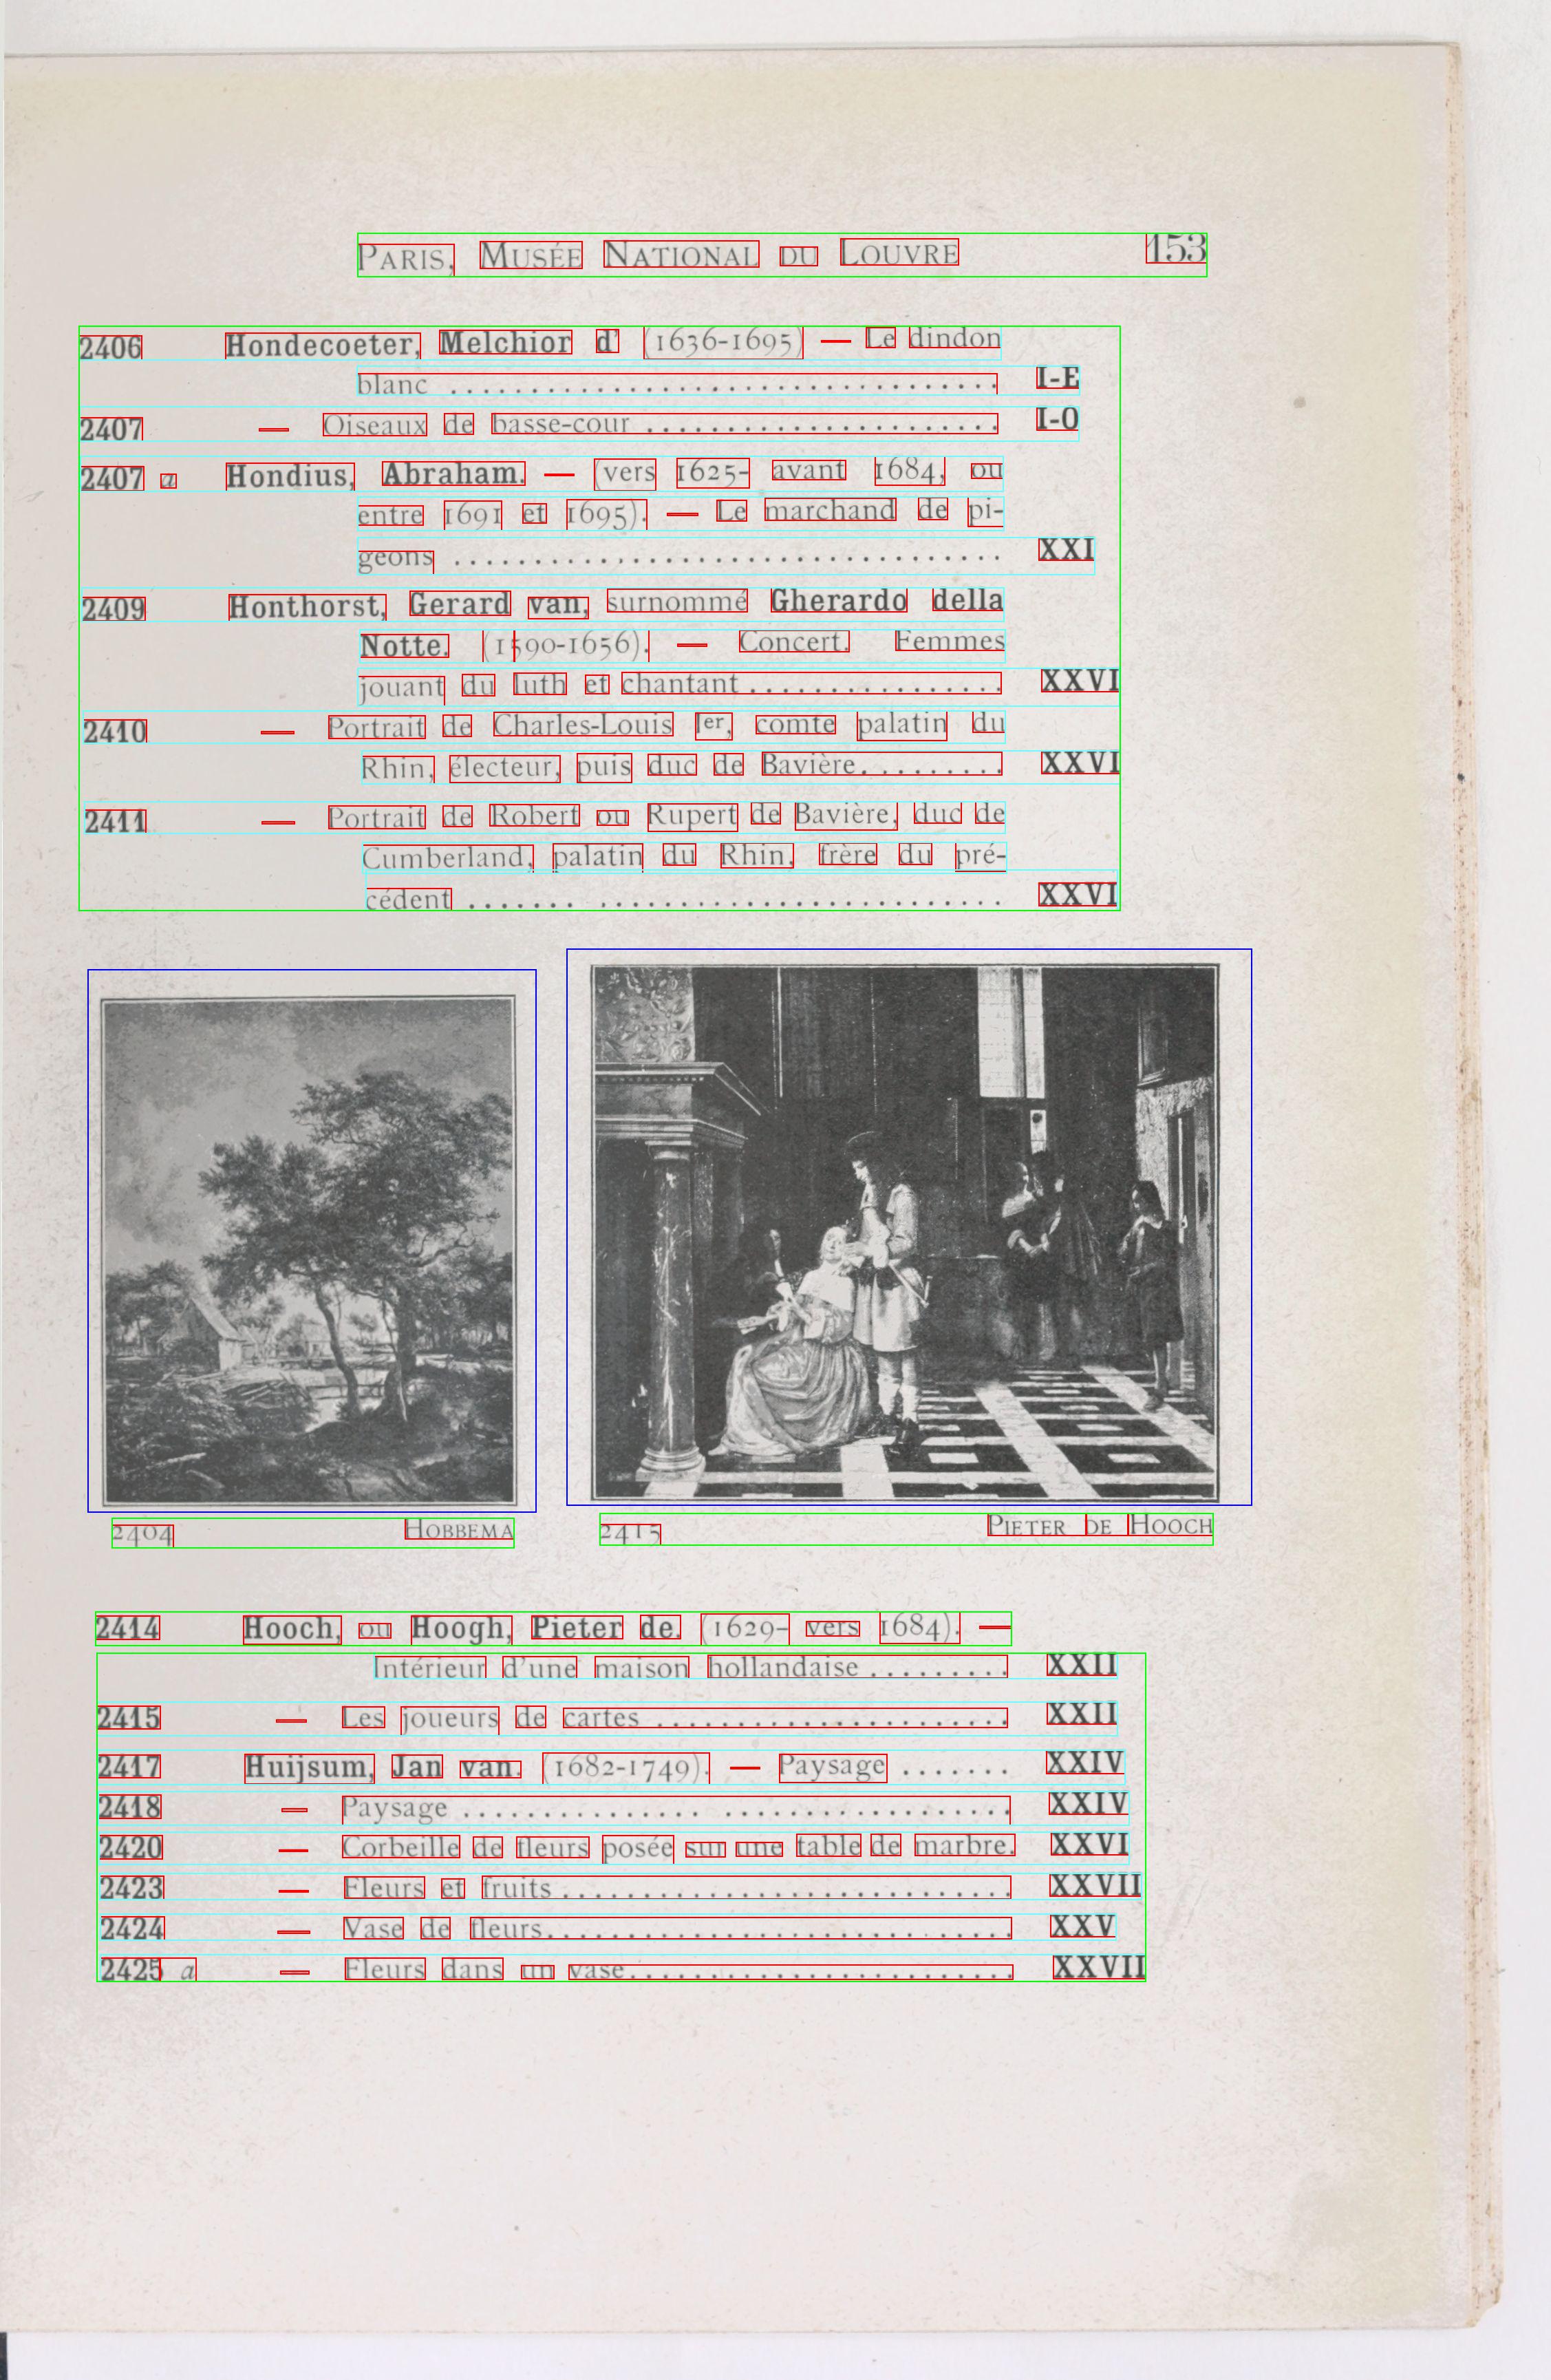 PARIS, MUSÉE NATIONAL DU LOUVRE 153
2406 Hondecoeter, Melchior d' (1636-1695) — Le dindon
blanc .................................. I-E
2407 — Oiseaux de basse-cour ...................... I-O
2407 a Hondius, Abraham. — (vers 1625- avant 1684, ou
entre 1691 et 1695). — Le marchand de pi-
geons .................................. XXI
2409 Honthorst, Gerard van, surnommé Gherardo della
Notte. (1590-1656). — Concert. Femmes
jouant du luth et chantant ................ XXVI
2410 — Portrait de Charles-Louis Ier, comte palatin du
Rhin, électeur, puis duc de Bavière......... XXVI
2411 — Portrait de Robert ou Rupert de Bavière, duc de
Cumberland, palatin du Rhin, frère du pré-
cédent ....... ......................... XXVI
2404 HOBBEMA
2415 PIETER DE HOOCH
2414 Hooch, ou Hoogh, Pieter de. (1629- vers 1684). —
Intérieur d'une maison hollandaise ......... XXII
2415 — Les joueurs de cartes ...................... XXII
2417 Huijsum, Jan van. (1682-1749). — Paysage ....... XXIV
2418 — Paysage ............... .................. XXIV
2420 — Corbeille de fleurs posée sur une table de marbre. XXVI
2423 — Fleurs et fruits ............................ XXVII
2424 — Vase de fleurs............................. XXV
2425 a — Fleurs dans un vase........................ XXVII